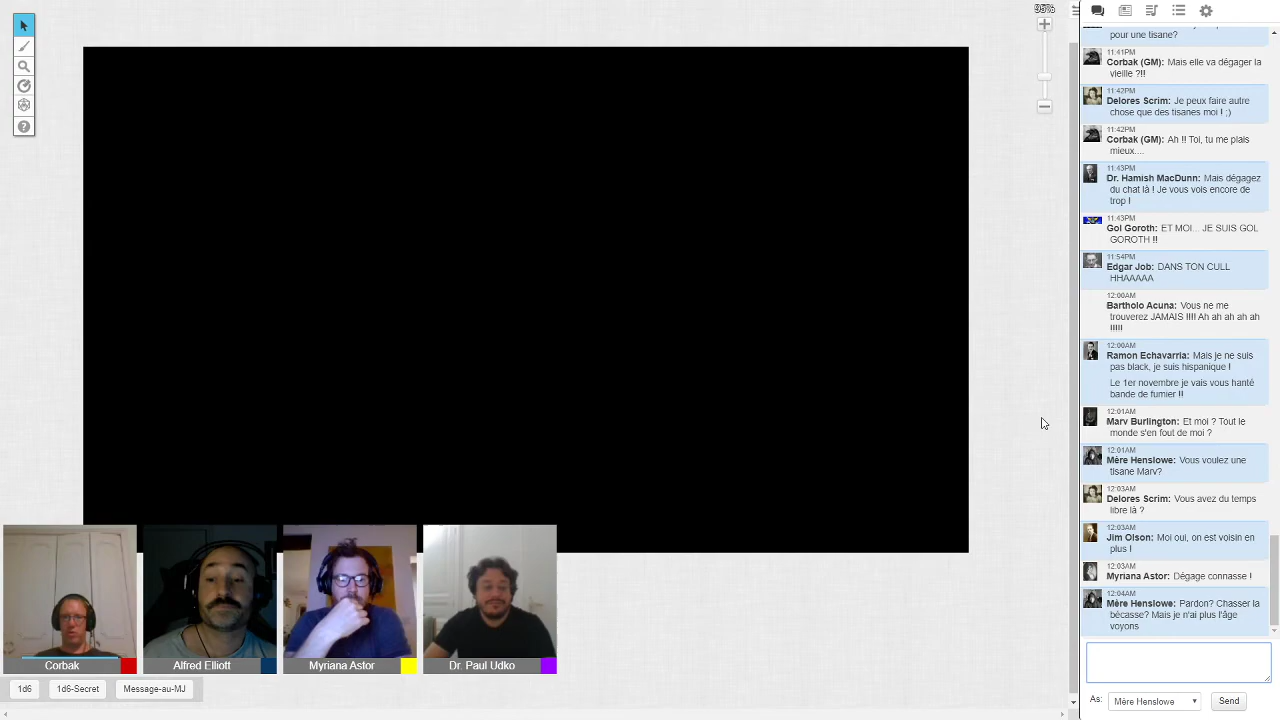 95%
pour une tisane?
11:41PM
Corbak (GM): Mais elle va dégager la
vieille ?!!
11:42PM
Delores Scrim: Je peux faire autre
chose que des tisanes moi ! ;)
11:42PM
Corbak (GM): Ah !! Toi, tu me plais
mieux....
11:43PM
Dr. Hamish MacDunn: Mais dégagez
du chat là ! Je vous vois encore de
trop !
11:43PM
Gol Goroth: ET MOI... JE SUIS GOL
GOROTH !!
11:54PM
Edgar Job: DANS TON CULL
HHAAAAA
12:00AM
Bartholo Acuna: Vous ne me
trouverez JAMAIS !!!! Ah ah ah ah ah
!!!!!
12:00AM
Ramon Echavarria: Mais je ne suis
pas black, je suis hispanique !
Le 1er novembre je vais vous hanté
bande de fumier !!
12:01AM
Marv Burlington: Et moi ? Tout le
monde s'en fout de moi ?
12:01AM
Mère Henslowe: Vous voulez une
tisane Marv?
12:03AM
Delores Scrim: Vous avez du temps
libre là ?
12:03AM
Jim Olson: Moi oui, on est voisin en
plus !
12:03AM
Myriana Astor: Dégage connasse !
12:04AM
Mère Henslowe: Pardon? Chasser la
bécasse? Mais je n'ai plus l'âge
voyons
Corbak
Alfred Elliott
Myriana Astor
Dr. Paul Udko
1d6
1d6-Secret
Message-au-MJ
As: Mère Henslowe
Send